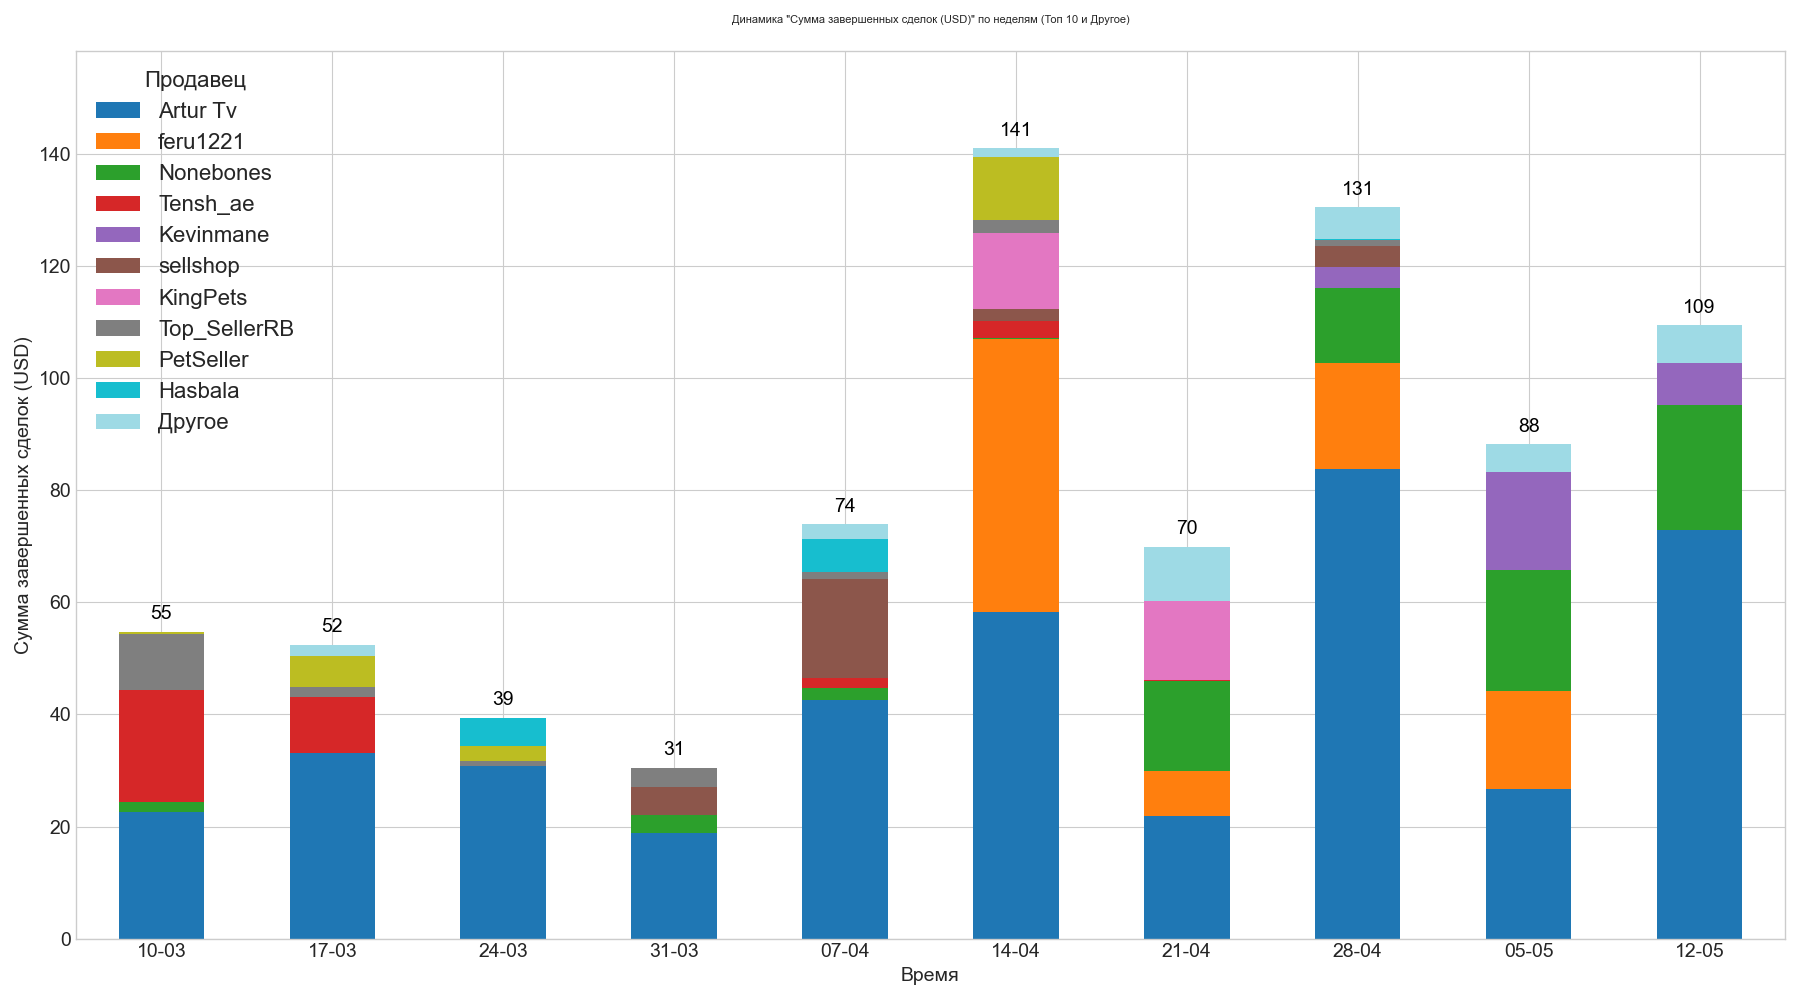 Динамика "Сумма завершенных сделок (USD)" по неделям (Топ 10 и Другое)
Продавец
Artur Tv
feru1221
Nonebones
Tensh_ae
Kevinmane
sellshop
KingPets
Top_SellerRB
PetSeller
Hasbala
Другое
Сумма завершенных сделок (USD)
140
120
100
80
60
40
20
0
55
52
39
31
74
141
70
131
88
109
10-03
17-03
24-03
31-03
07-04
14-04
21-04
28-04
05-05
12-05
Время